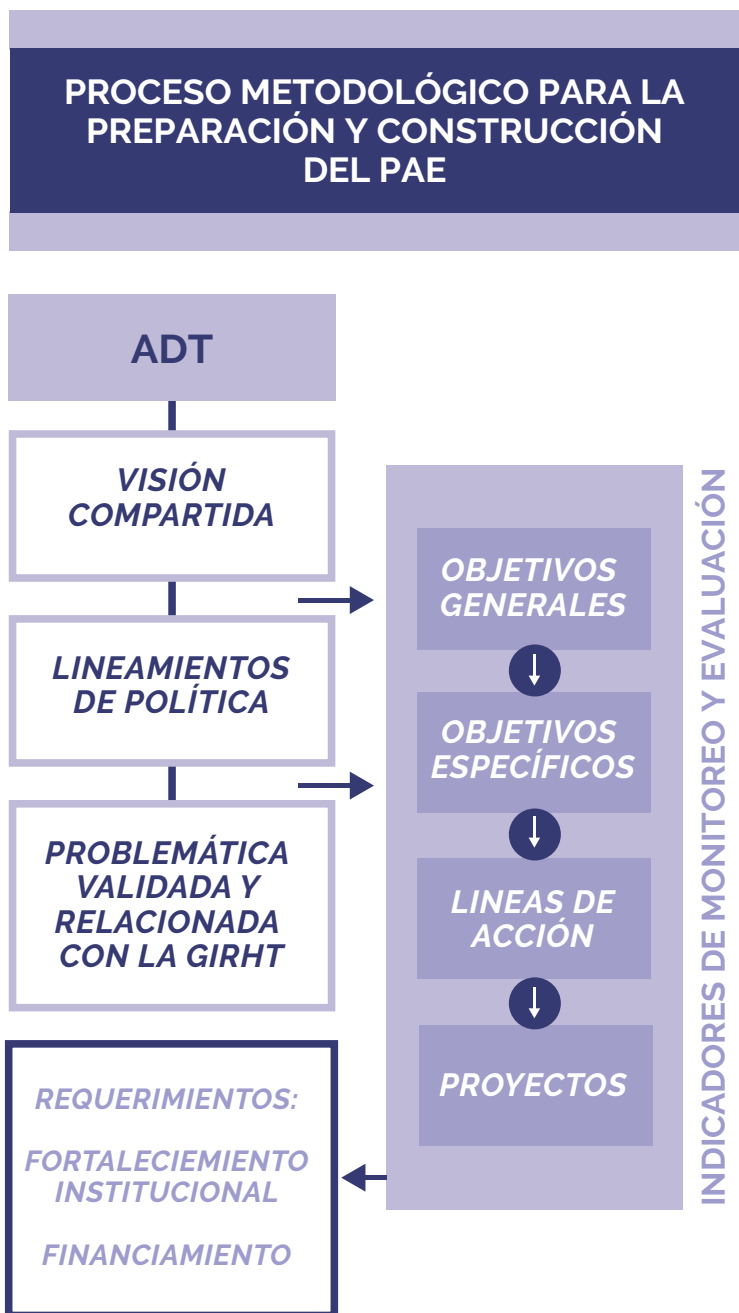 PROCESO METODOLÓGICO PARA LA
PREPARACIÓN Y CONSTRUCCIÓN
DEL PAE
ADT
VISIÓN
COMPARTIDA
LINEAMIENTOS
DE POLÍTICA
PROBLEMÁTICA
VALIDADA Y
RELACIONADA
CON LA GIRHT
OBJETIVOS
GENERALES
OBJETIVOS
ESPECÍFICOS
LINEAS DE
ACCIÓN
PROYECTOS
INDICADORES DE MONITOREO Y EVALUACIÓN
REQUERIMIENTOS:
FORTALECIEMIENTO
INSTITUCIONAL
FINANCIAMIENTO